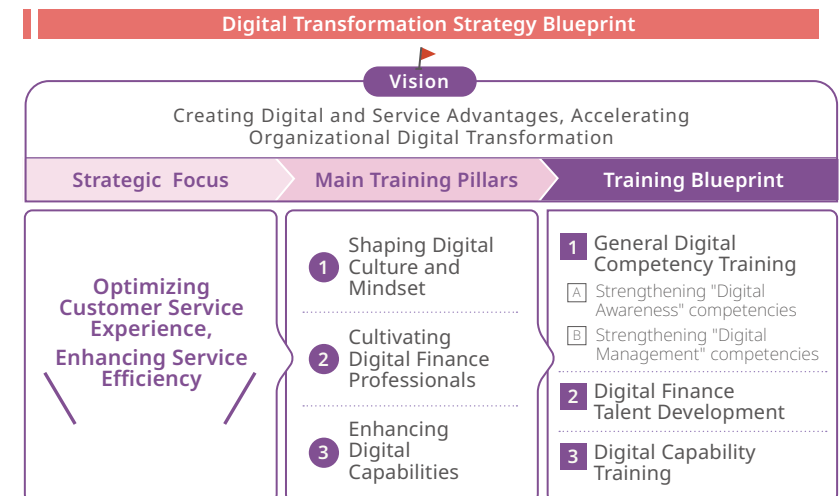 Digital Transformation Strategy Blueprint
Vision
Creating Digital and Service Advantages, Accelerating
Organizational Digital Transformation
Strategic Focus
Main Training Pillars
Training Blueprint
Optimizing
Customer Service
Experience,
Enhancing Service
Efficiency
1
Shaping Digital
Culture and
Mindset
2
Cultivating
Digital Finance
Professionals
3
Enhancing
Digital
Capabilities
1
General Digital
Competency Training
A
Strengthening "Digital
Awareness" competencies
B
Strengthening "Digital
Management" competencies
2
Digital Finance
Talent Development
3
Digital Capability
Training